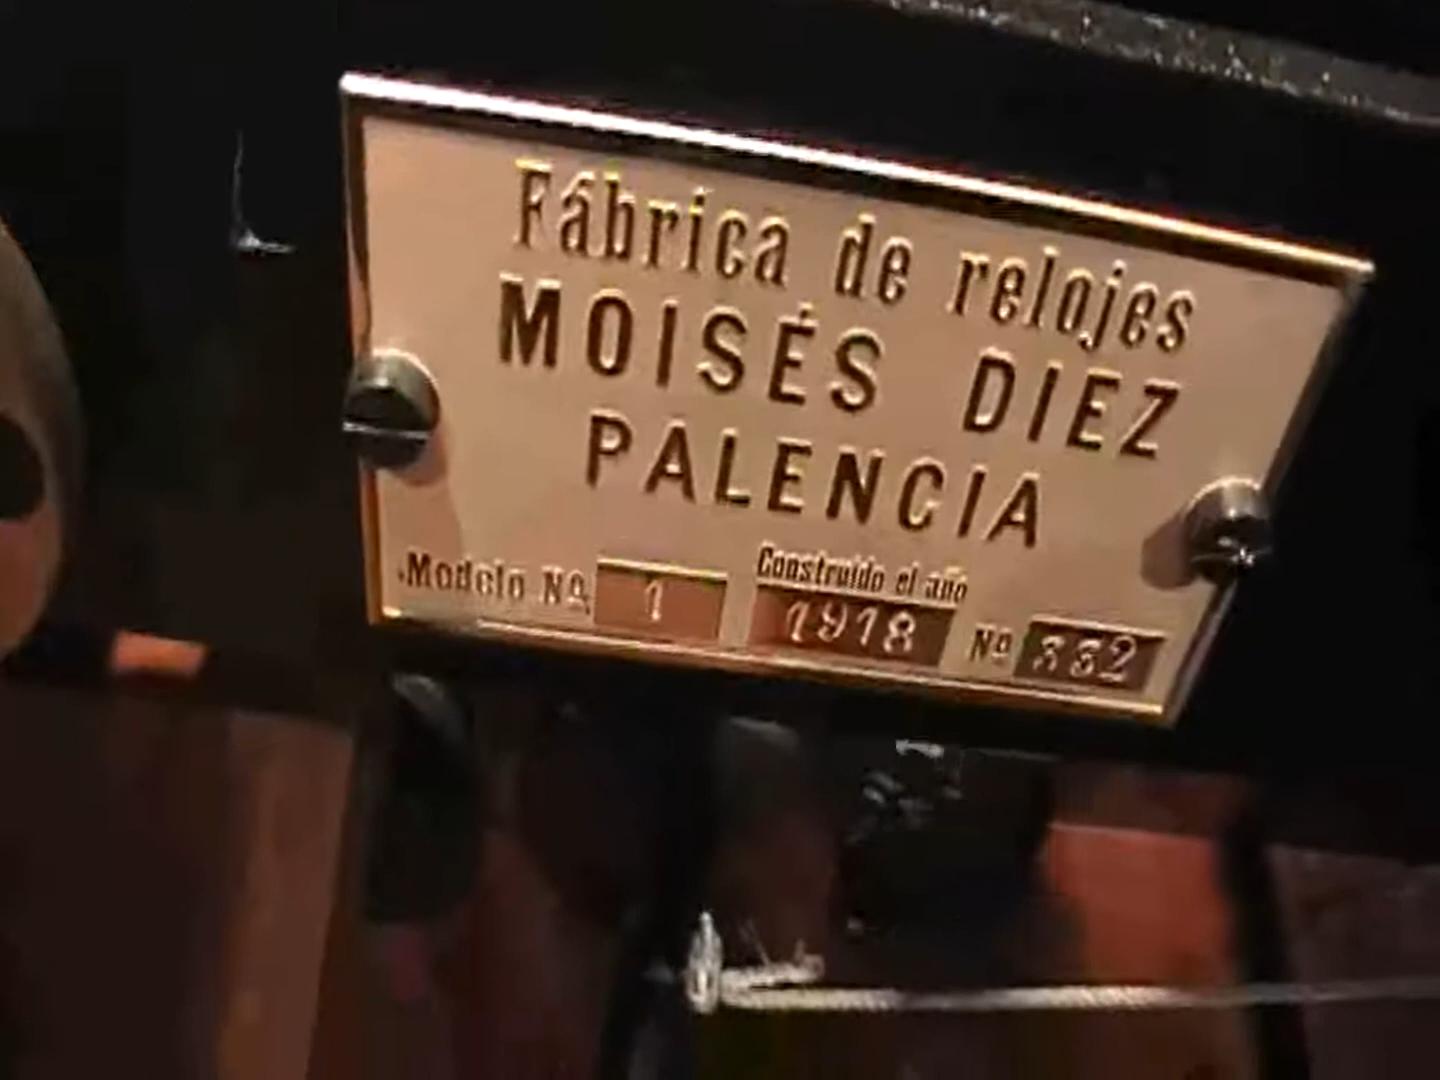 Fábrica de relojes
MOISÉS DIEZ
PALENCIA
Modelo Nº 1 Construido el año 1918 Nº 332